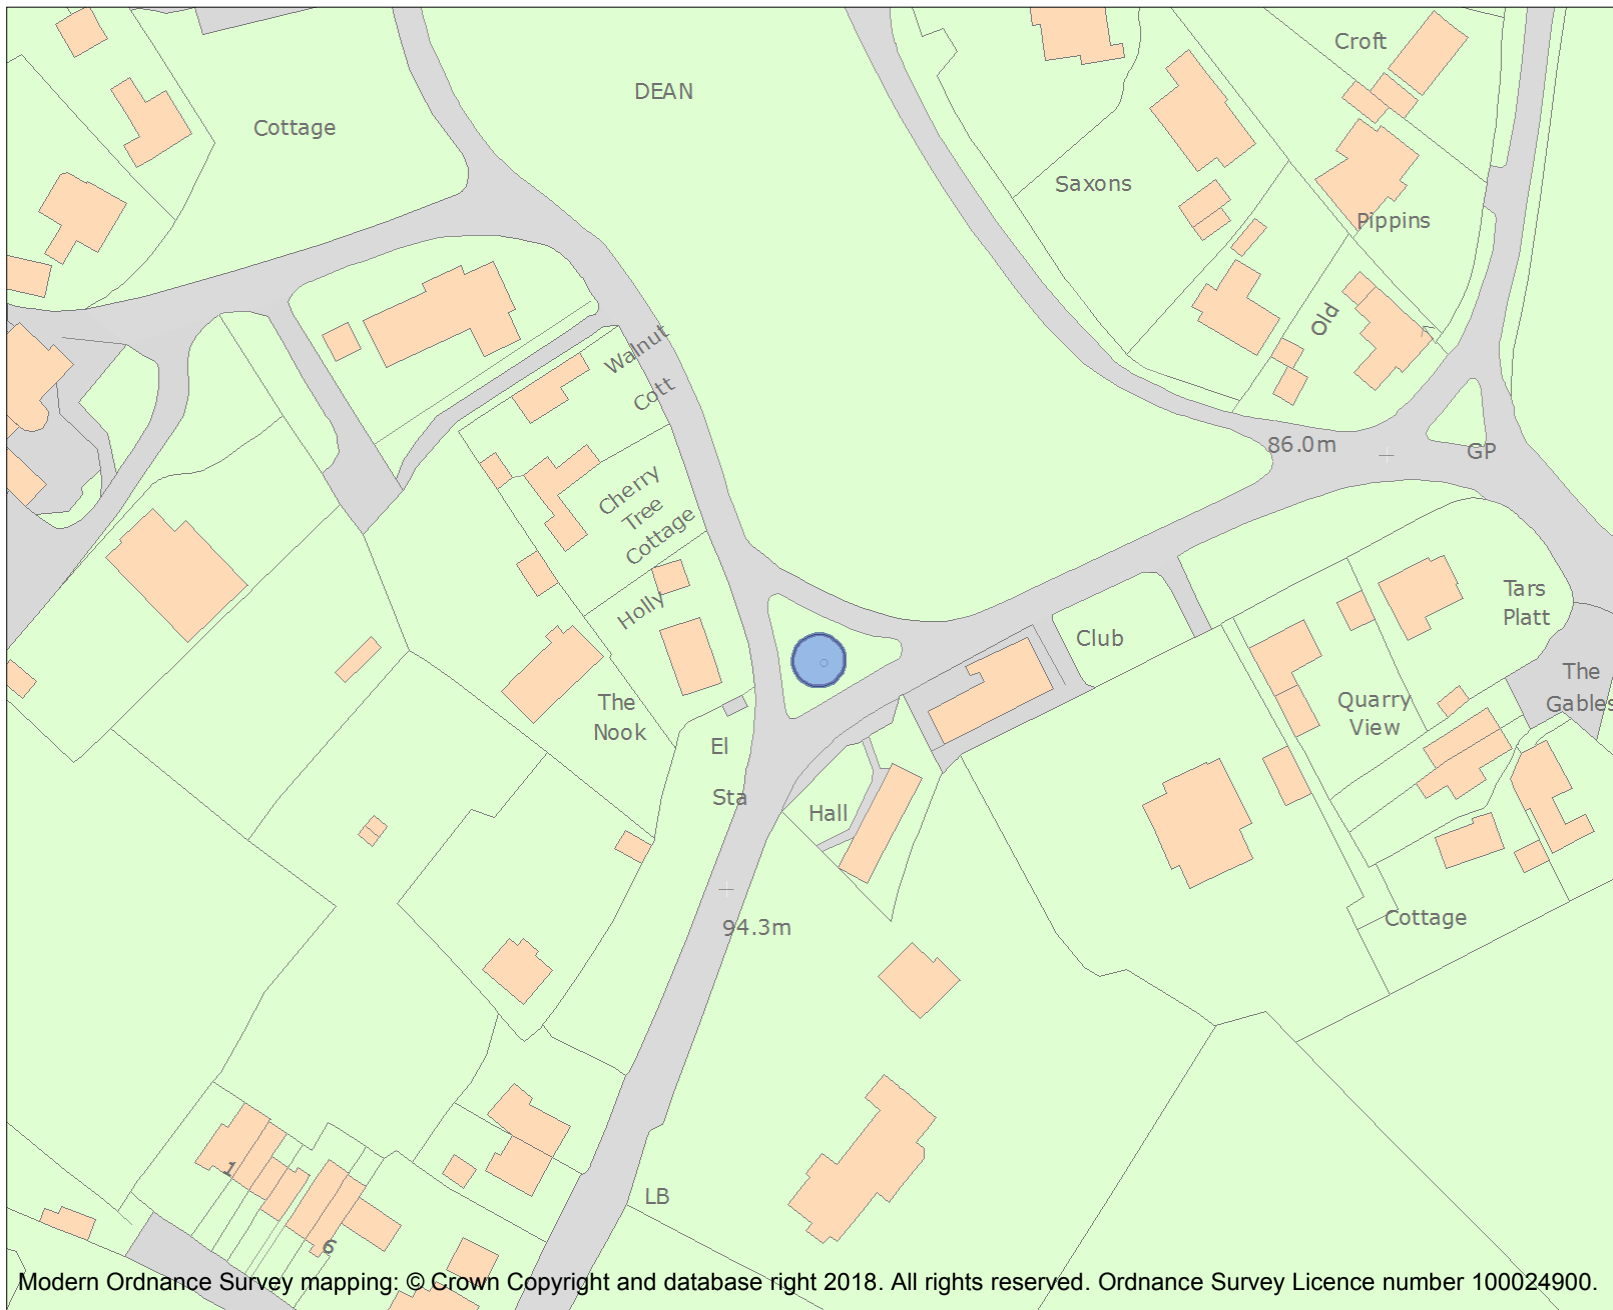 Croft
DEAN
Cottage
Saxons
Pippins
Old
7
Walnut
Cott
86.0m
GP
Cherry
Tree
Cottage
Tars
Platt
Holly
Club
The
Gables
The
Nook
Quarry
View
El
Sta
Hall
Cottage
94.3m
1
LB
6
Modern Ordnance Survey mapping: © Crown Copyright and database right 2018. All rights reserved. Ordnance Survey Licence number 100024900.